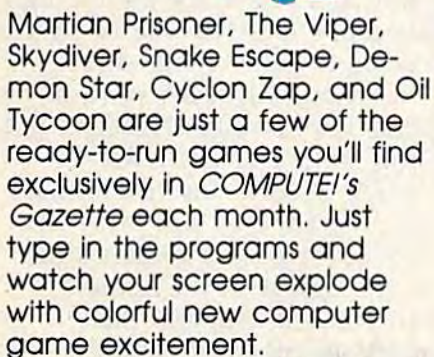 Martian Prisoner, The Viper,
Skydiver, Snake Escape, De-
mon Star, Cyclon Zap, and Oil
Tycoon are just a few of the
ready-to-run games you'll find
exclusively in COMPUTE!'s
Gazette each month. Just
type in the programs and
watch your screen explode
with colorful new computer
game excitement.